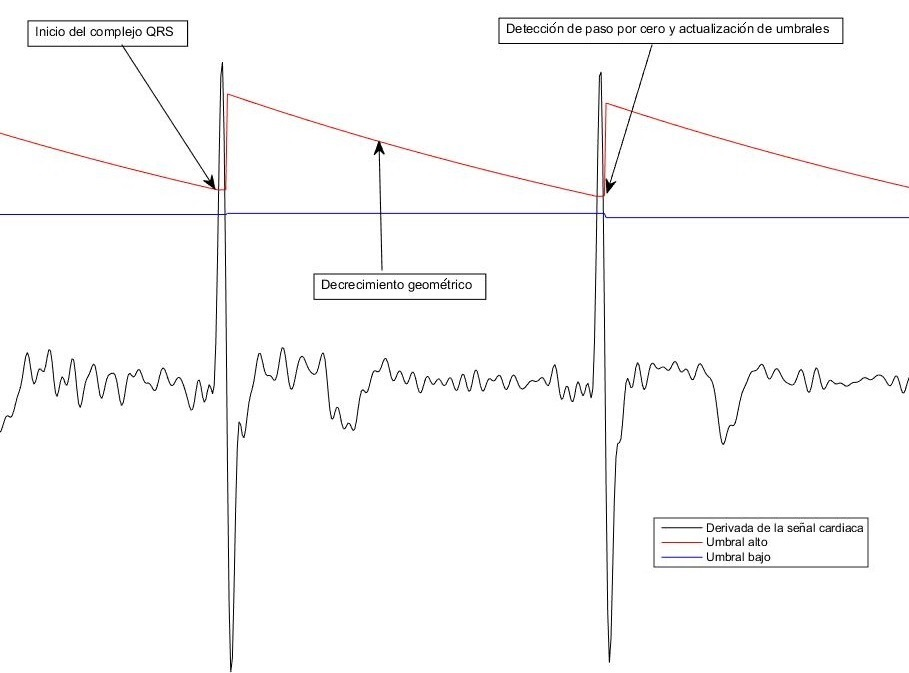 Inicio del complejo QRS
Detección de paso por cero y actualización de umbrales
Decrecimiento geométrico
Derivada de la señal cardiaca
Umbral alto
Umbral bajo